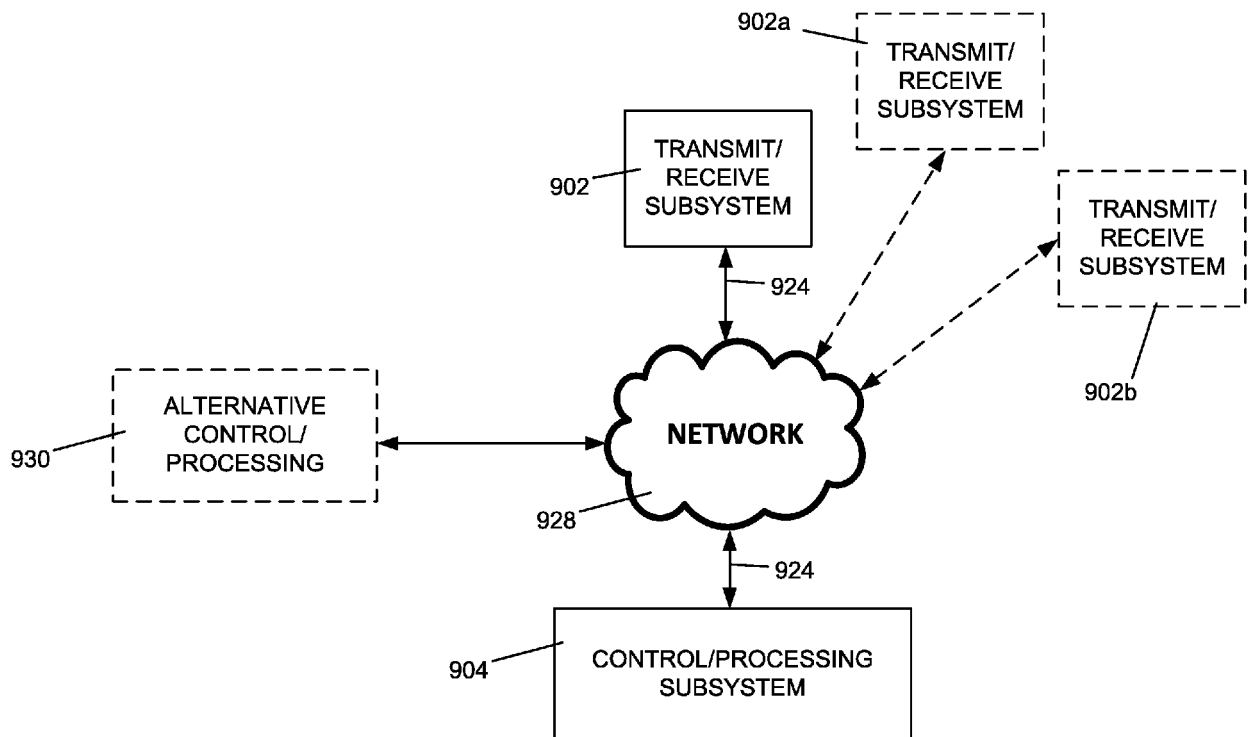 902a
TRANSMIT/
RECEIVE
SUBSYSTEM
902
TRANSMIT/
RECEIVE
SUBSYSTEM
TRANSMIT/
RECEIVE
SUBSYSTEM
924
902b
ALTERNATIVE
CONTROL/
PROCESSING
930
NETWORK
928
924
904
CONTROL/PROCESSING
SUBSYSTEM